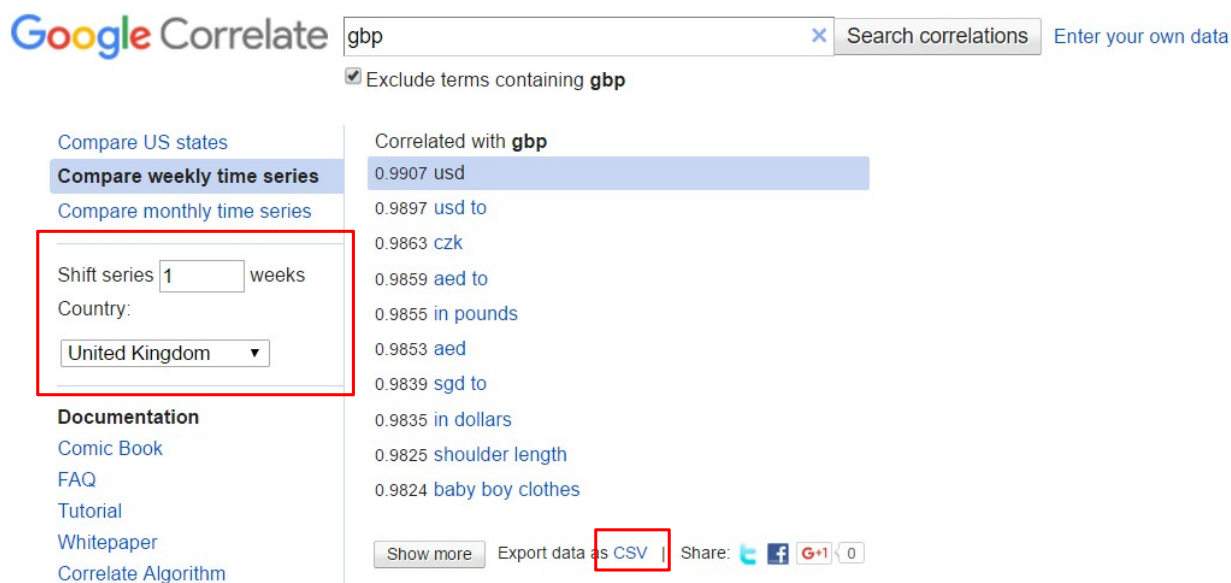 Google Correlate gbp × Search correlations Enter your own data
Exclude terms containing gbp
Compare US states
Compare weekly time series
Compare monthly time series
Shift series 1 weeks
Country:
United Kingdom ▼
Documentation
Comic Book
FAQ
Tutorial
Whitepaper
Correlate Algorithm
Correlated with gbp
0.9907 usd
0.9897 usd to
0.9863 czk
0.9859 aed to
0.9855 in pounds
0.9853 aed
0.9839 sgd to
0.9835 in dollars
0.9825 shoulder length
0.9824 baby boy clothes
Show more Export data as CSV | Share: G+1 0